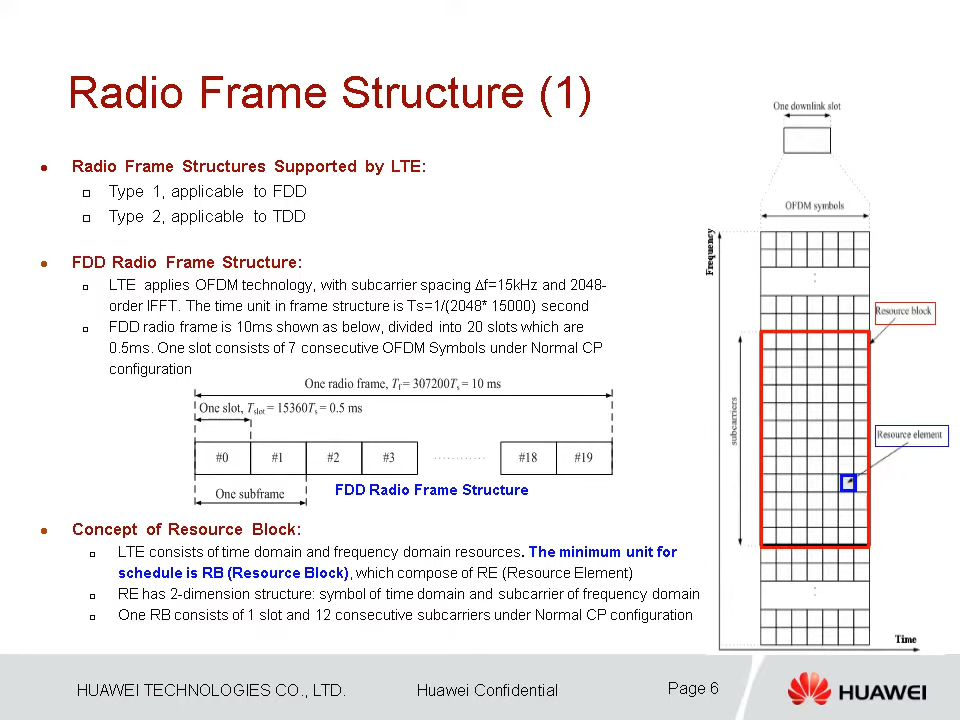 Radio Frame Structure (1)
Radio Frame Structures Supported by LTE:
Type 1, applicable to FDD
Type 2, applicable to TDD
FDD Radio Frame Structure:
LTE applies OFDM technology, with subcarrier spacing Δf=15kHz and 2048-
order IFFT. The time unit in frame structure is Ts=1/(2048* 15000) second
FDD radio frame is 10ms shown as below, divided into 20 slots which are
0.5ms. One slot consists of 7 consecutive OFDM Symbols under Normal CP
configuration
One radio frame, Tf = 307200Ts = 10 ms
One slot, Tslot = 15360Ts = 0.5 ms
#0 #1 #2 #3 ............ #18 #19
One subframe
FDD Radio Frame Structure
Concept of Resource Block:
LTE consists of time domain and frequency domain resources. The minimum unit for
schedule is RB (Resource Block), which compose of RE (Resource Element)
RE has 2-dimension structure: symbol of time domain and subcarrier of frequency domain
One RB consists of 1 slot and 12 consecutive subcarriers under Normal CP configuration
One downlink slot
OFDM symbols
Frequency
Resource block
subcarriers
Resource element
Time
HUAWEI TECHNOLOGIES CO., LTD.
Huawei Confidential
Page 6
HUAWEI